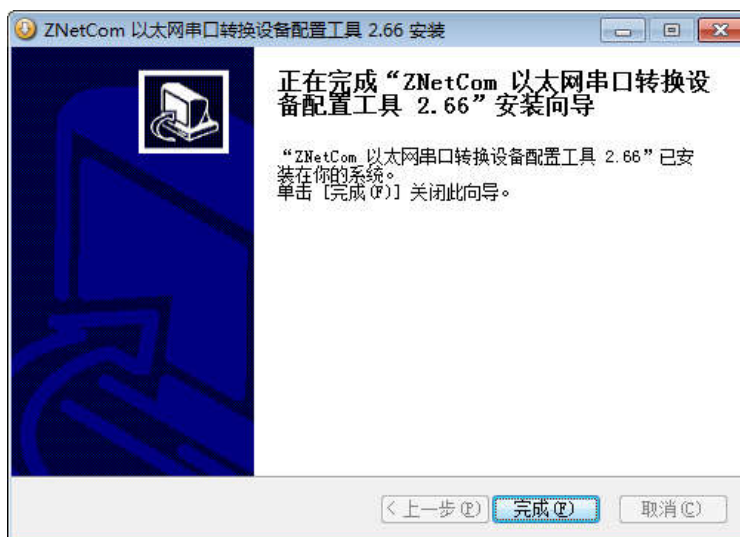 ZNetCom 以太网串口转换设备配置工具 2.66 安装
正在完成“ZNetCom 以太网串口转换设
备配置工具 2.66”安装向导
“ZNetCom 以太网串口转换设备配置工具 2.66”已安
装在你的系统。
单击 [完成(F)] 关闭此向导。
< 上一步(P) 完成(F) 取消(C)